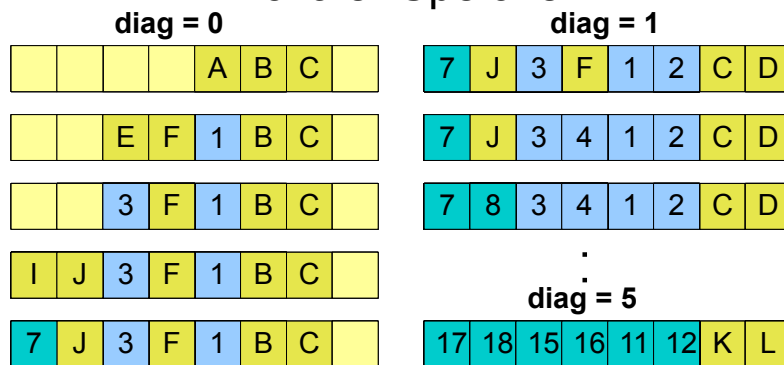 diag = 0
A B C
E F 1 B C
3 F 1 B C
I J 3 F 1 B C
7 J 3 F 1 B C
diag = 1
7 J 3 F 1 2 C D
7 J 3 4 1 2 C D
7 8 3 4 1 2 C D
.
.
diag = 5
17 18 15 16 11 12 K L